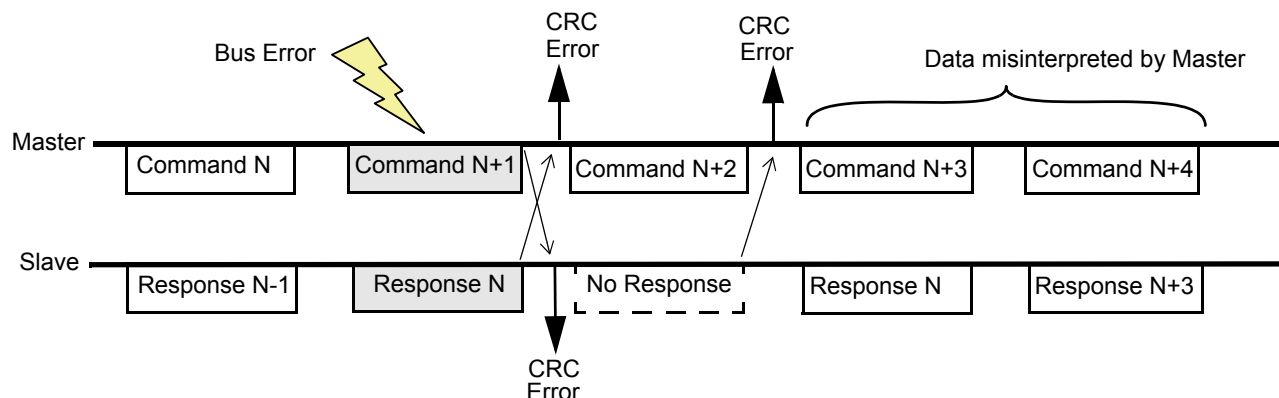 CRC
Error
CRC
Error
Bus Error
Data misinterpreted by Master
Master
Command N
Command N+1
Command N+2
Command N+3
Command N+4
Slave
Response N-1
Response N
No Response
Response N
Response N+3
CRC
Error